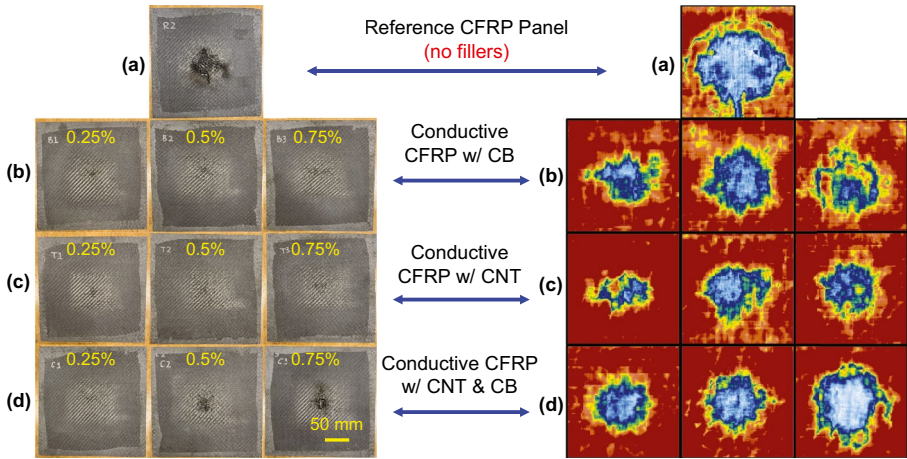 R2
Reference CFRP Panel
(no fillers)
(a)
(a)
B1
0.25%
B2
0.5%
B3
0.75%
Conductive
CFRP w/ CB
(b)
(b)
T1
0.25%
T2
0.5%
T3
0.75%
Conductive
CFRP w/ CNT
(c)
(c)
C1
0.25%
C2
0.5%
C3
0.75%
Conductive CFRP
w/ CNT & CB
(d)
50 mm
(d)